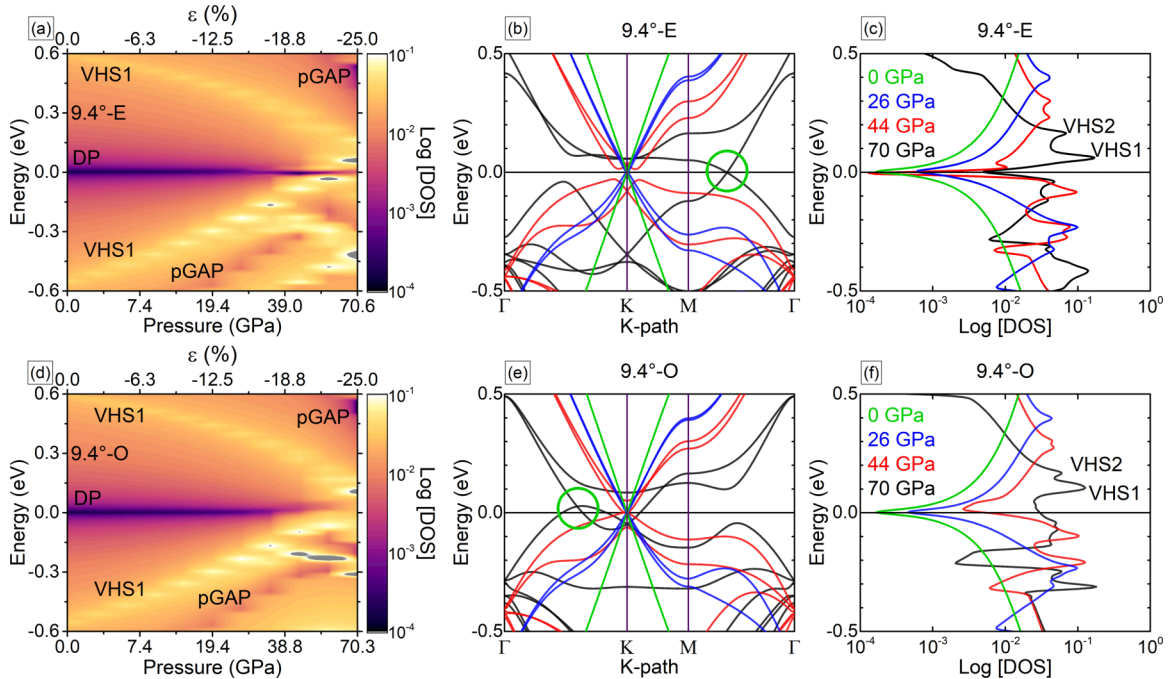 (a)
ε (%)
0.0 -6.3 -12.5 -18.8 -25.0
0.6
0.3
0.0
-0.3
-0.6
Energy (eV)
VHS1
pGAP
9.4°-E
DP
VHS1
pGAP
0 7.4 19.4 38.8 70.6
Pressure (GPa)
10⁻¹
10⁻²
10⁻³
10⁻⁴
Log [DOS]
(b)
9.4°-E
0.5
0.0
-0.5
Energy (eV)
Γ K M Γ
K-path
(c)
9.4°-E
0.5
0.0
-0.5
Energy (eV)
0 GPa
26 GPa
44 GPa
70 GPa
VHS2
VHS1
10⁻⁴ 10⁻³ 10⁻² 10⁻¹ 10⁰
Log [DOS]
(d)
ε (%)
0.0 -6.3 -12.5 -18.8 -25.0
0.6
0.3
0.0
-0.3
-0.6
Energy (eV)
VHS1
pGAP
9.4°-O
DP
VHS1
pGAP
0 7.4 19.4 38.8 70.3
Pressure (GPa)
10⁻¹
10⁻²
10⁻³
10⁻⁴
Log [DOS]
(e)
9.4°-O
0.5
0.0
-0.5
Energy (eV)
Γ K M Γ
K-path
(f)
9.4°-O
0.5
0.0
-0.5
Energy (eV)
0 GPa
26 GPa
44 GPa
70 GPa
VHS2
VHS1
10⁻⁴ 10⁻³ 10⁻² 10⁻¹ 10⁰
Log [DOS]